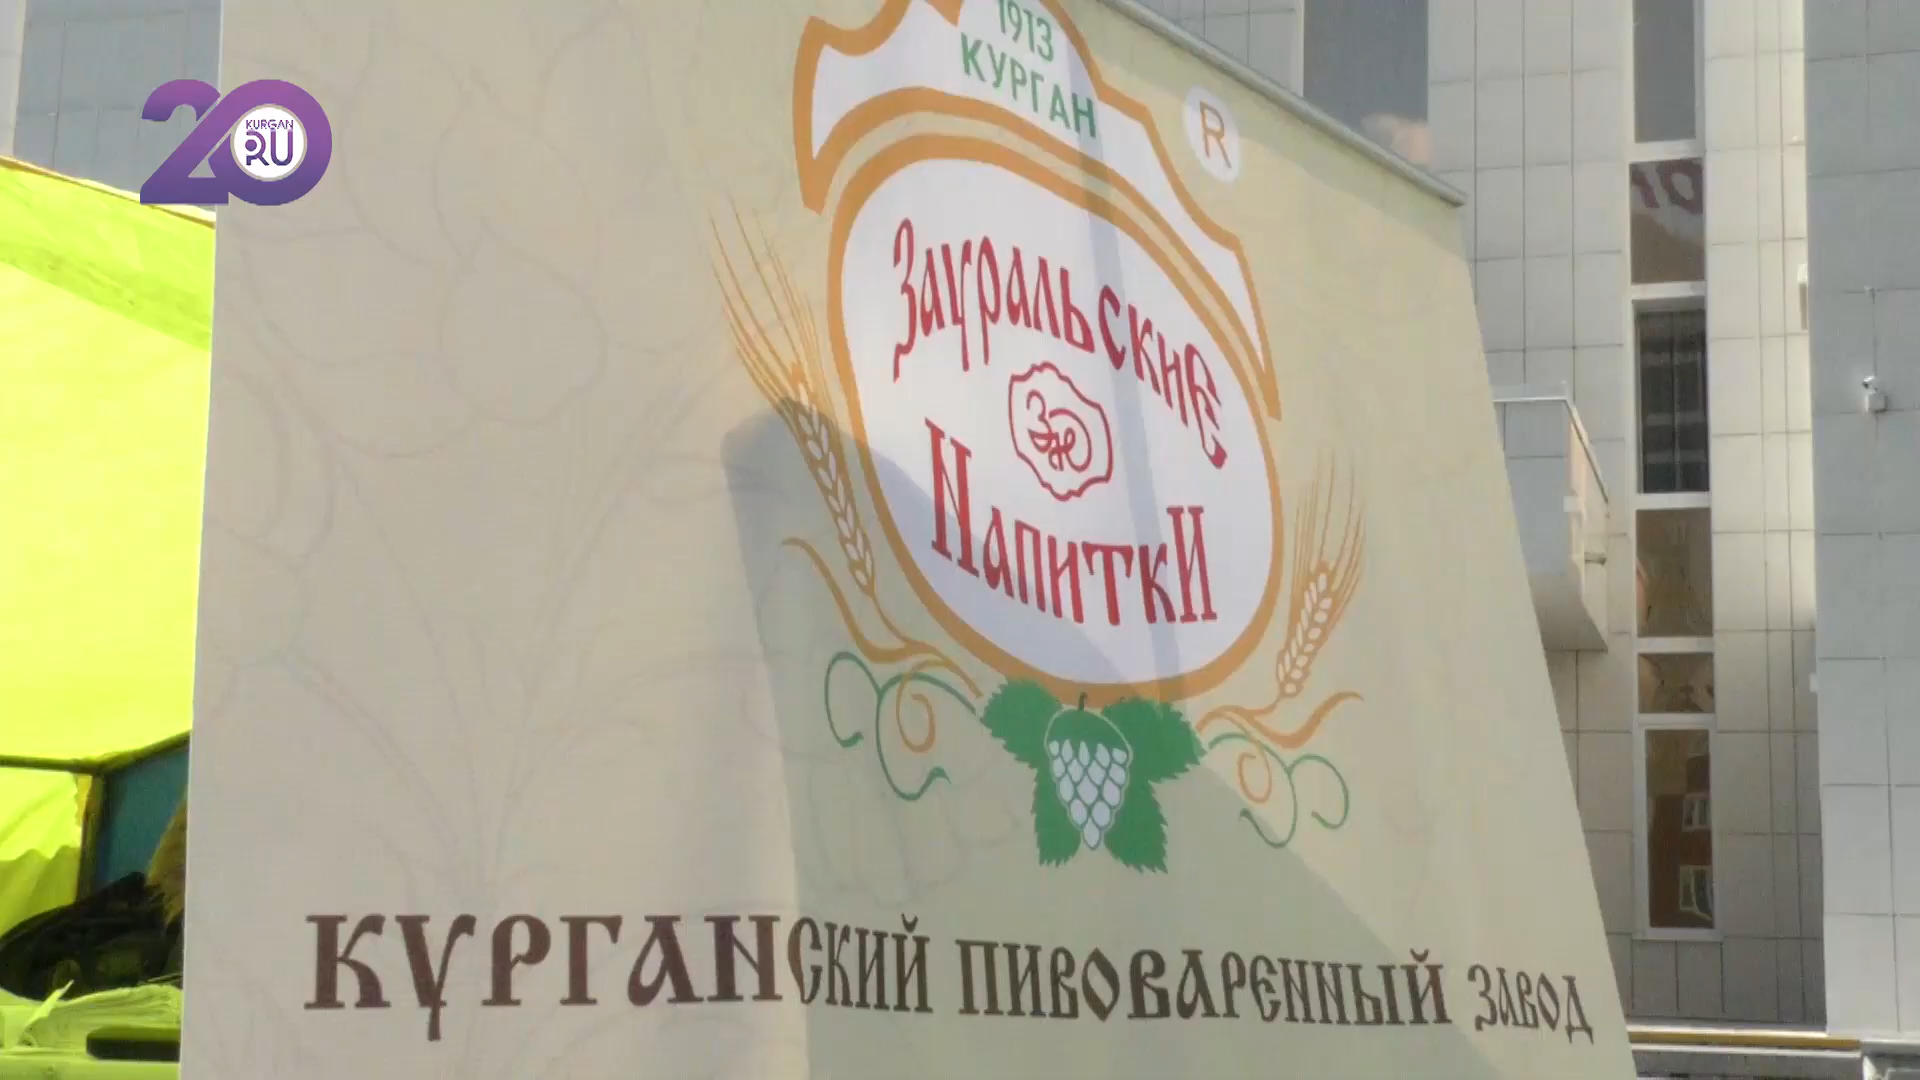 20
KURGAN
RU
1913
КУРГАН
R
Зауральские
ЗН
Напитки
КУРГАНСКИЙ ПИВОВАРЕННЫЙ ЗАВОД